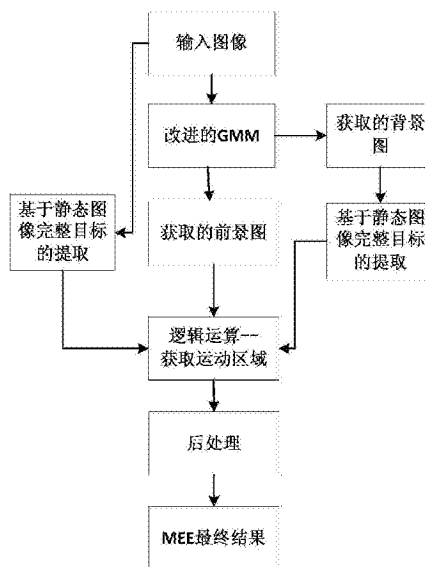 输入图像
改进的GMM
获取的背景
图
基于静态图
像完整目标
的提取
获取的前景图
基于静态图
像完整目标
的提取
逻辑运算--
获取运动区域
后处理
MEE最终结果